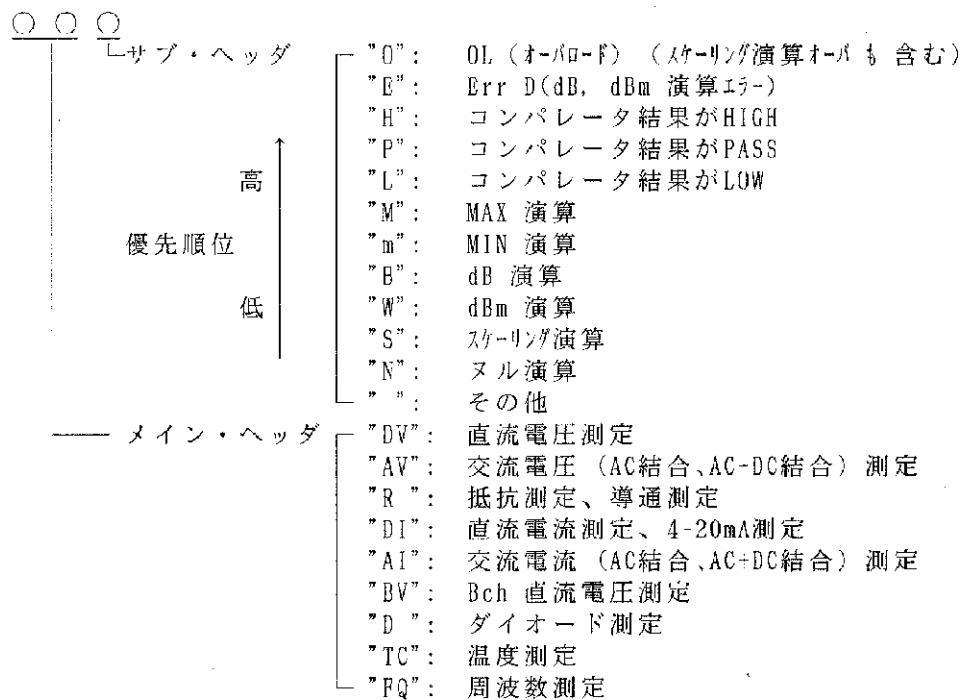 ○ ○ ○
サブ・ヘッダ "O": OL (オーバロード) (スケーリング演算オーバ も 含む)
"E": Err D(dB, dBm 演算エラー)
"H": コンパレータ結果がHIGH
"P": コンパレータ結果がPASS
高 "L": コンパレータ結果がLOW
"M": MAX 演算
優先順位 "m": MIN 演算
"B": dB 演算
低 "W": dBm 演算
"S": スケーリング演算
"N": ヌル演算
" ": その他
メイン・ヘッダ "DV": 直流電圧測定
"AV": 交流電圧 (AC結合、AC-DC結合) 測定
"R ": 抵抗測定、導通測定
"DI": 直流電流測定、4-20mA測定
"AI": 交流電流 (AC結合、AC+DC結合) 測定
"BV": Bch 直流電圧測定
"D ": ダイオード測定
"TC": 温度測定
"FQ": 周波数測定